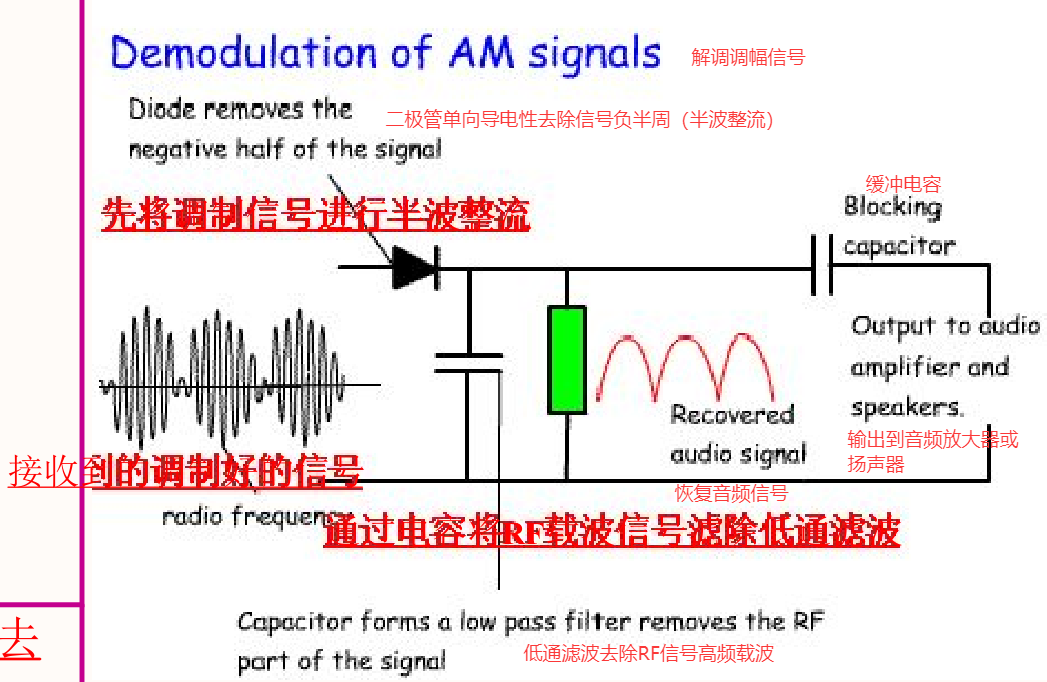 Demodulation of AM signals
解调调幅信号
Diode removes the
negative half of the signal
二极管单向导电性去除信号负半周（半波整流）
先将调制信号进行半波整流
缓冲电容
Blocking
capacitor
Output to audio
amplifier and
speakers.
输出到音频放大器或
扬声器
Recovered
audio signal
恢复音频信号
接收到的调制好的信号
radio frequency
通过电容将RF载波信号滤除低通滤波
Capacitor forms a low pass filter removes the RF
part of the signal
低通滤波去除RF信号高频载波
去